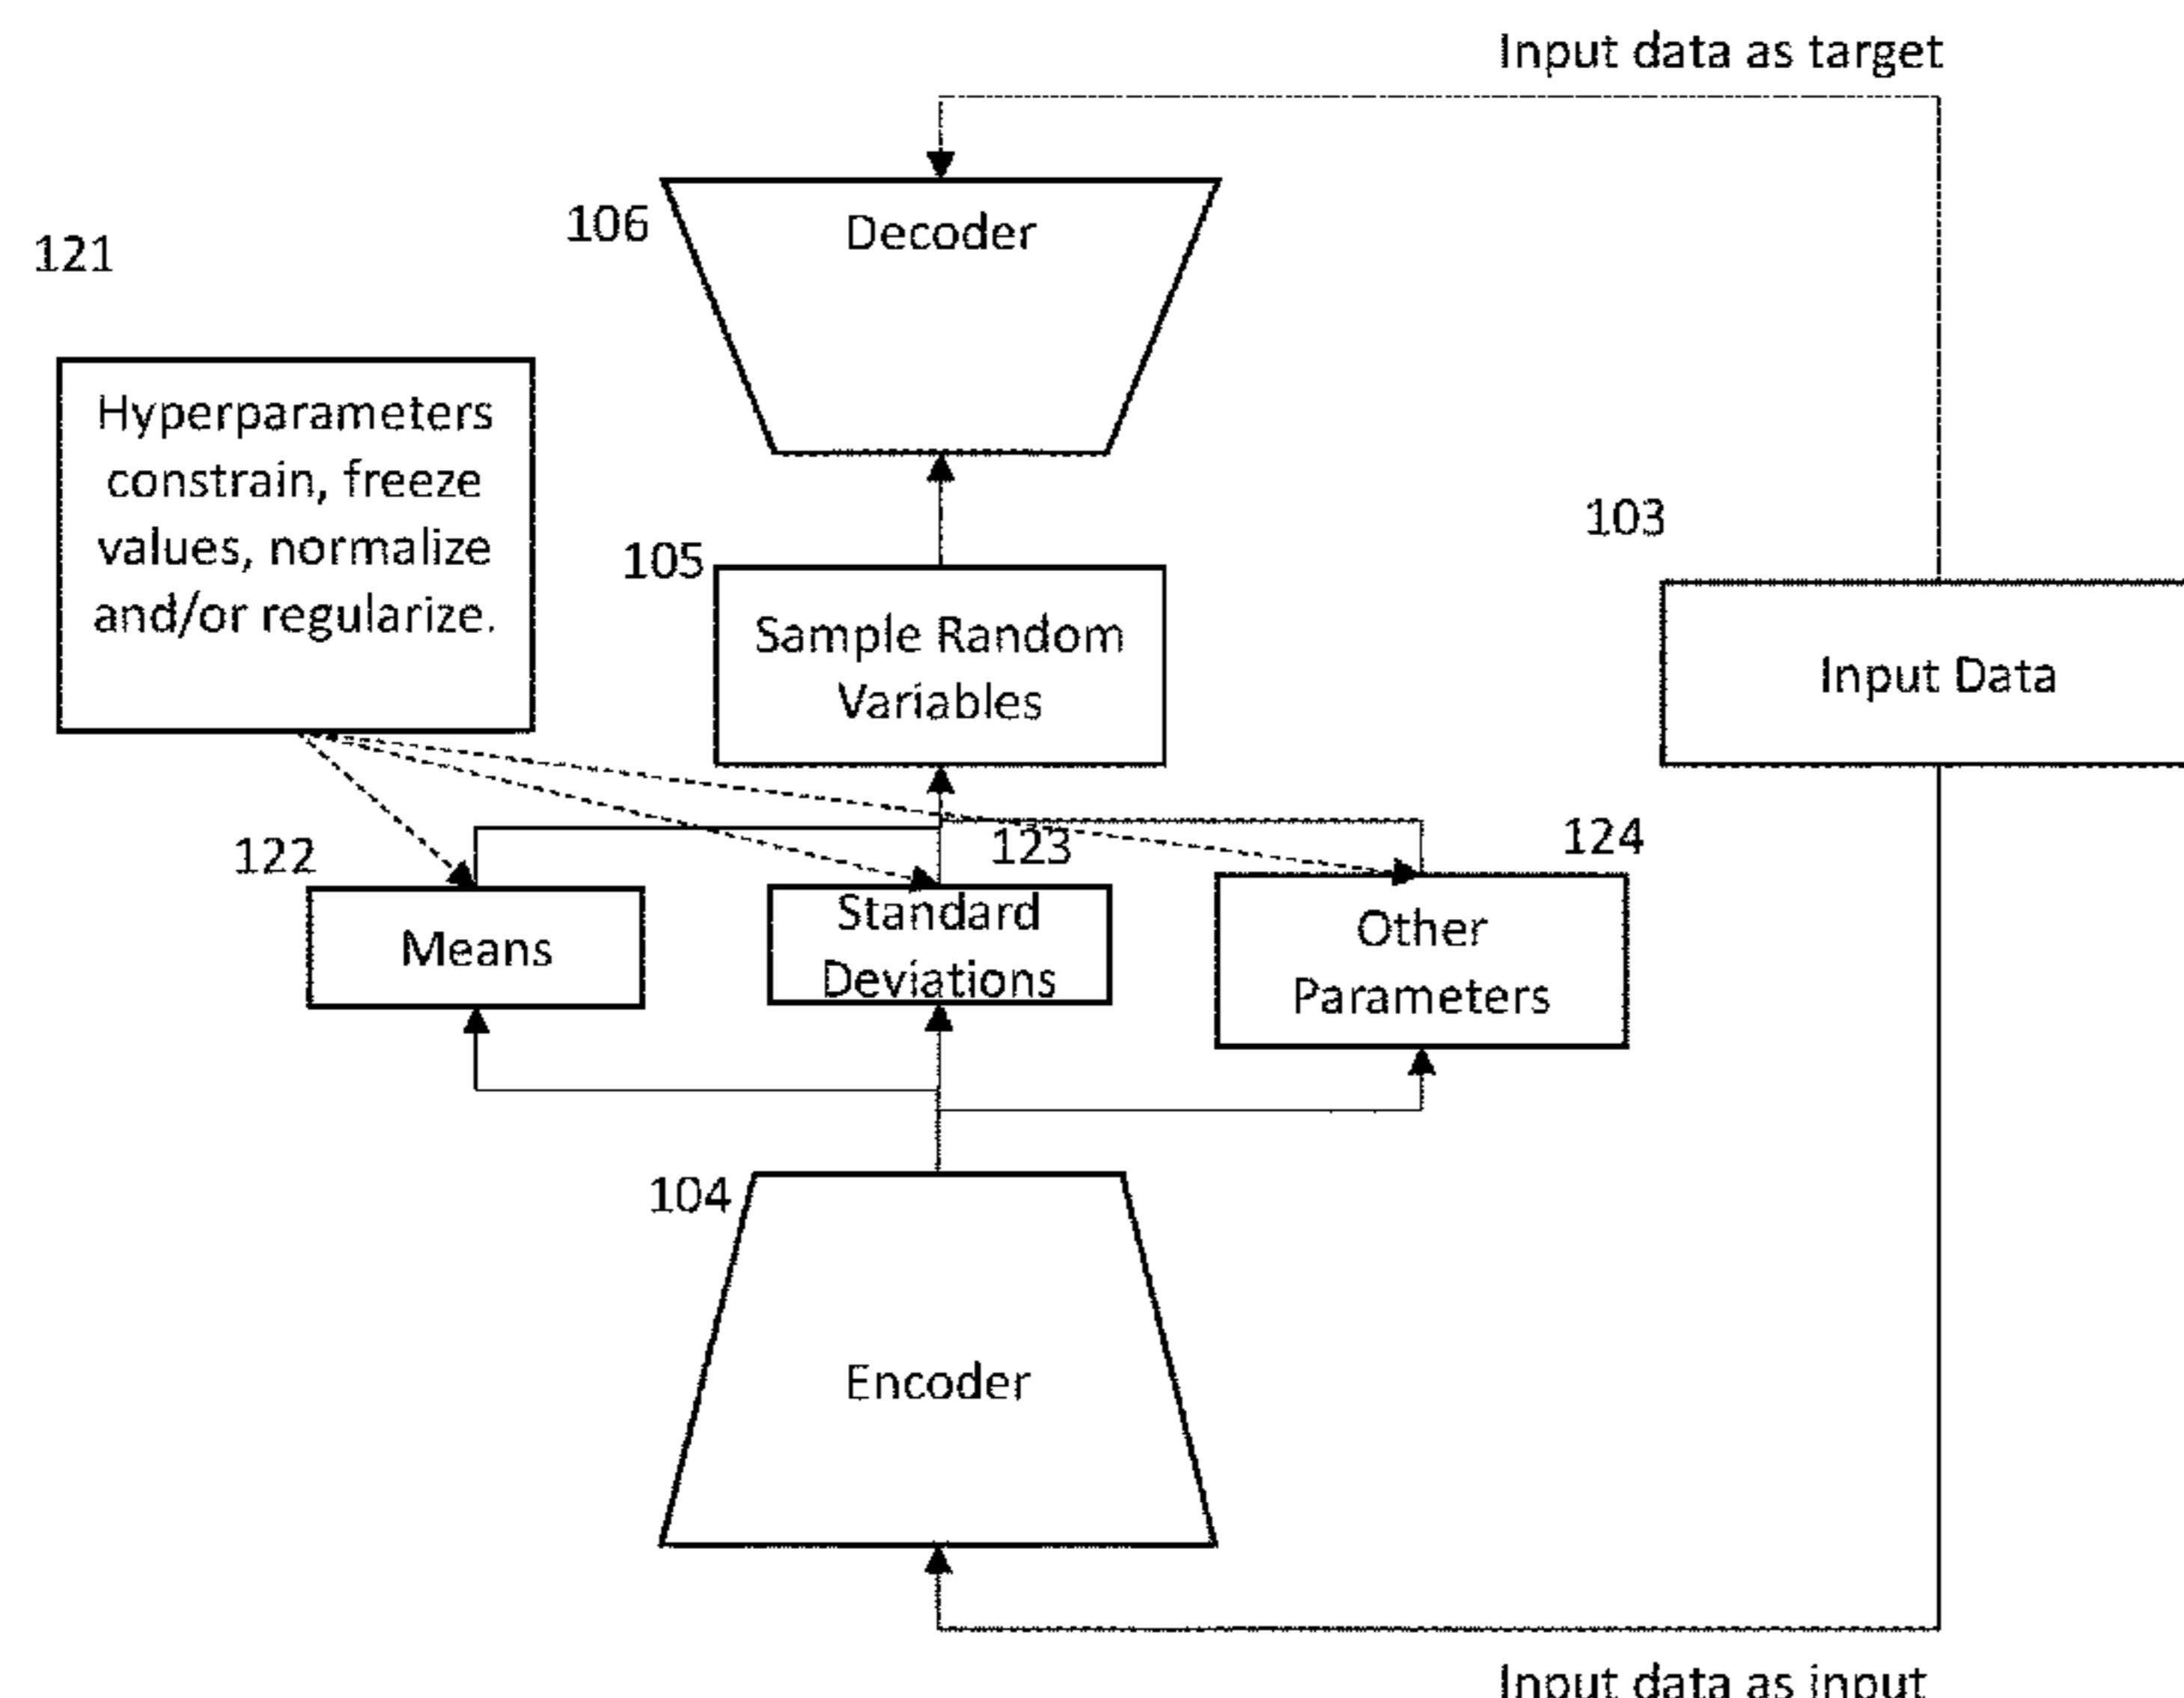 Input data as target
106
Decoder
121
Hyperparameters
constrain, freeze
values, normalize
and/or regularize.
105
Sample Random
Variables
103
Input Data
122
Means
123
Standard
Deviations
124
Other
Parameters
104
Encoder
Input data as input